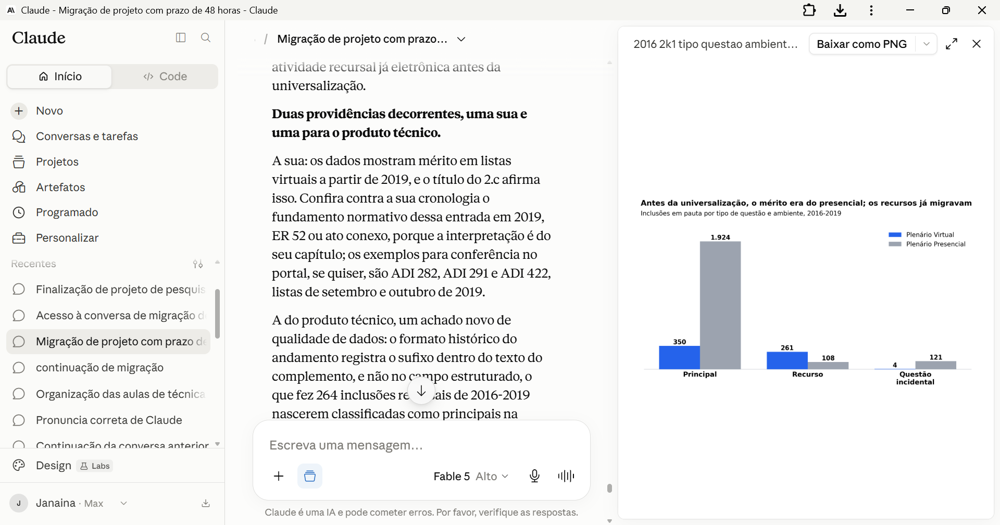 Claude - Migração de projeto com prazo de 48 horas - Claude
Claude
Início
Code
Novo
Conversas e tarefas
Projetos
Artefatos
Programado
Personalizar
Recentes
Finalização de projeto de pesquis
Acesso à conversa de migração d
Migração de projeto com prazo de
continuação de migração
Organização das aulas de técnica
Pronuncia correta de Claude
Continuação da conversa anterior
Design Labs
J Janaina · Max
/ Migração de projeto com prazo...
atividade recursal já eletrônica antes da
universalização.
Duas providências decorrentes, uma sua e
uma para o produto técnico.
A sua: os dados mostram mérito em listas
virtuais a partir de 2019, e o título do 2.c afirma
isso. Confira contra a sua cronologia o
fundamento normativo dessa entrada em 2019,
ER 52 ou ato conexo, porque a interpretação é do
seu capítulo; os exemplos para conferência no
portal, se quiser, são ADI 282, ADI 291 e ADI 422,
listas de setembro e outubro de 2019.
A do produto técnico, um achado novo de
qualidade de dados: o formato histórico do
andamento registra o sufixo dentro do texto do
complemento, e não no campo estruturado, o
que fez 264 inclusões re ais de 2016-2019
nascerem classificadas como principais na
Escreva uma mensagem...
Fable 5 Alto
Claude é uma IA e pode cometer erros. Por favor, verifique as respostas.
2016 2k1 tipo questao ambient...
Baixar como PNG
Antes da universalização, o mérito era do presencial; os recursos já migravam
Inclusões em pauta por tipo de questão e ambiente, 2016-2019
Plenário Virtual
Plenário Presencial
1.924
350
261
108
4
121
Principal
Recurso
Questão
incidental